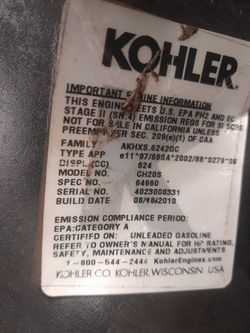 KOHLER
IMPORTANT ENGINE INFORMATION
THIS ENGINE MEETS U.S. EPA PH2 AND EC
STAGE II (SN:4) EMISSION REGS FOR SI SORE
NOT FOR SALE IN CALIFORNIA UNLESS
PREEMPT PER SEC. 209(e)(1) OF CAA
FAMILY AKHXS.6242GC
TYPE APP e11*97/68SA*2002/88*0279*00
DISPL (CC) 624
MODEL NO. CH20S
SPEC NO. 64660
SERIAL NO. 4023008331
BUILD DATE 08/18/2010
EMISSION COMPLIANCE PERIOD:
EPA: CATEGORY A
CERTIFIED ON: UNLEADED GASOLINE
REFER TO OWNER'S MANUAL FOR HP RATING,
SAFETY, MAINTENANCE AND ADJUSTMENTS
1-800-544-2444 KohlerEngines.com
KOHLER CO. KOHLER, WISCONSIN USA